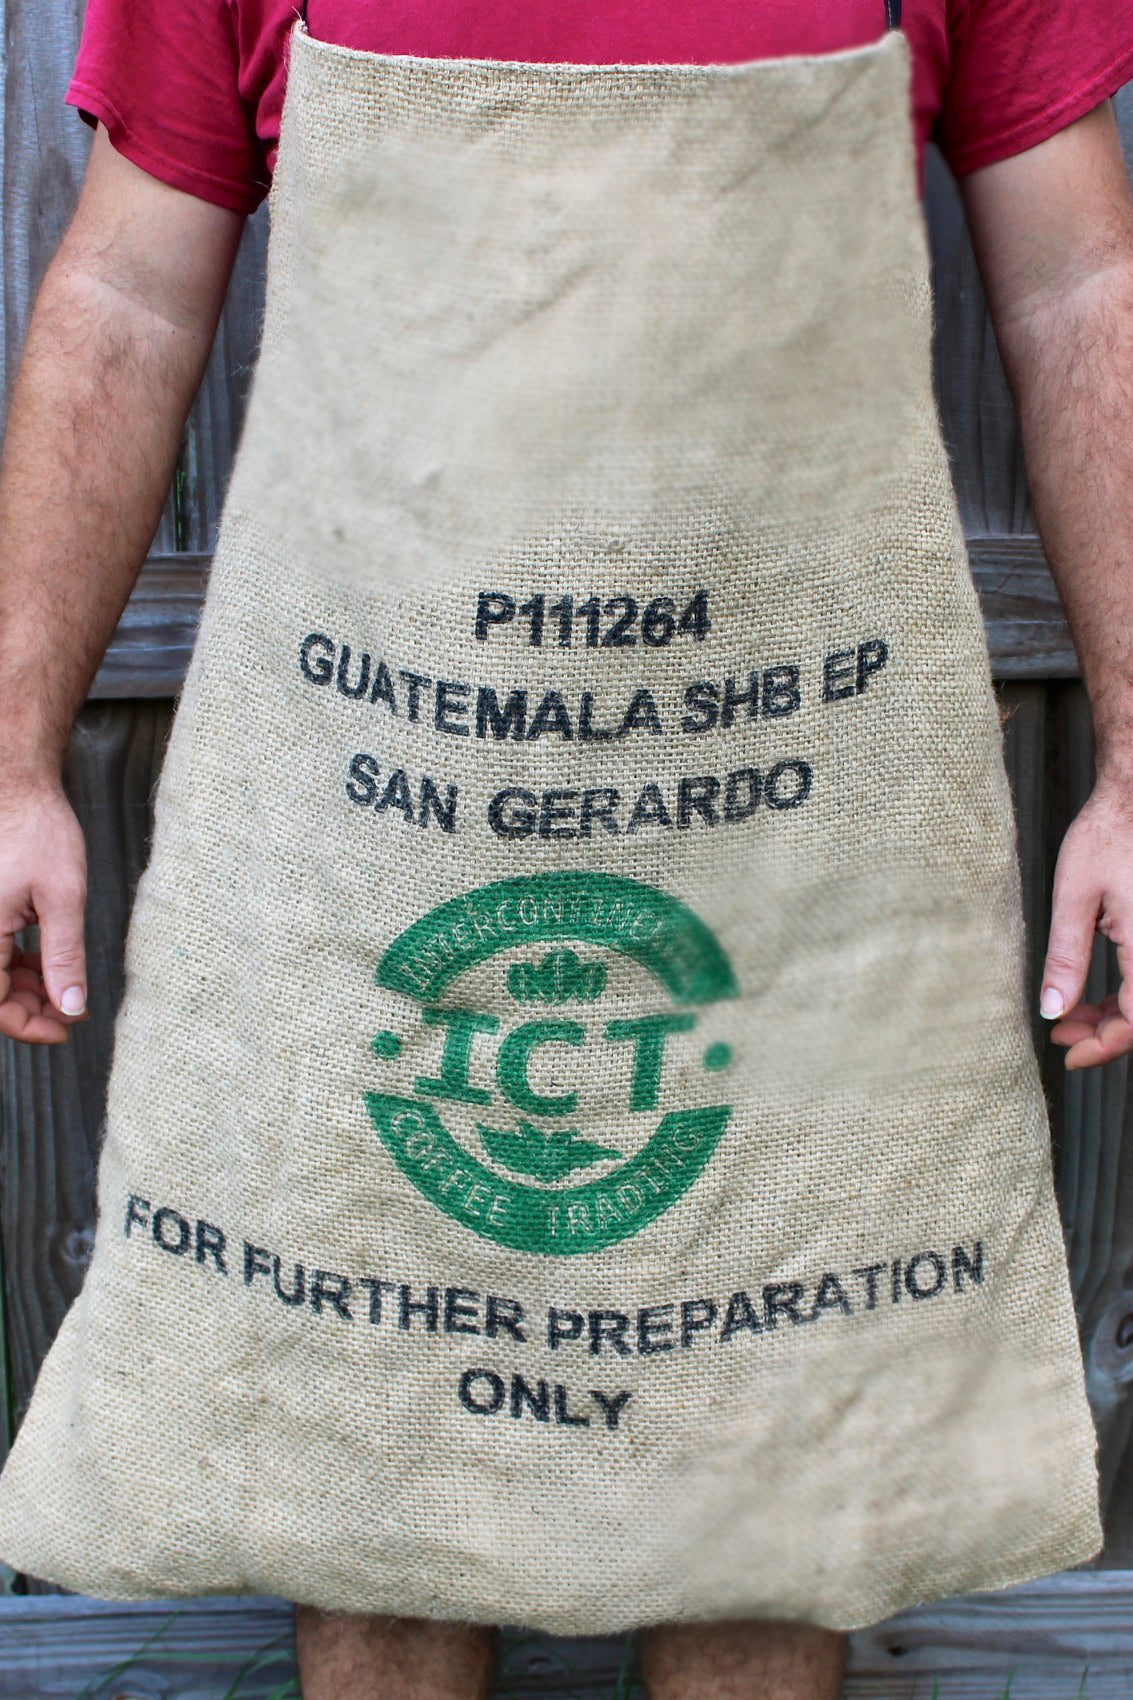 P111264
GUATEMALA SHB EP
SAN GERARDO
ICT
COFFEE TRADING
FOR FURTHER PREPARATION
ONLY